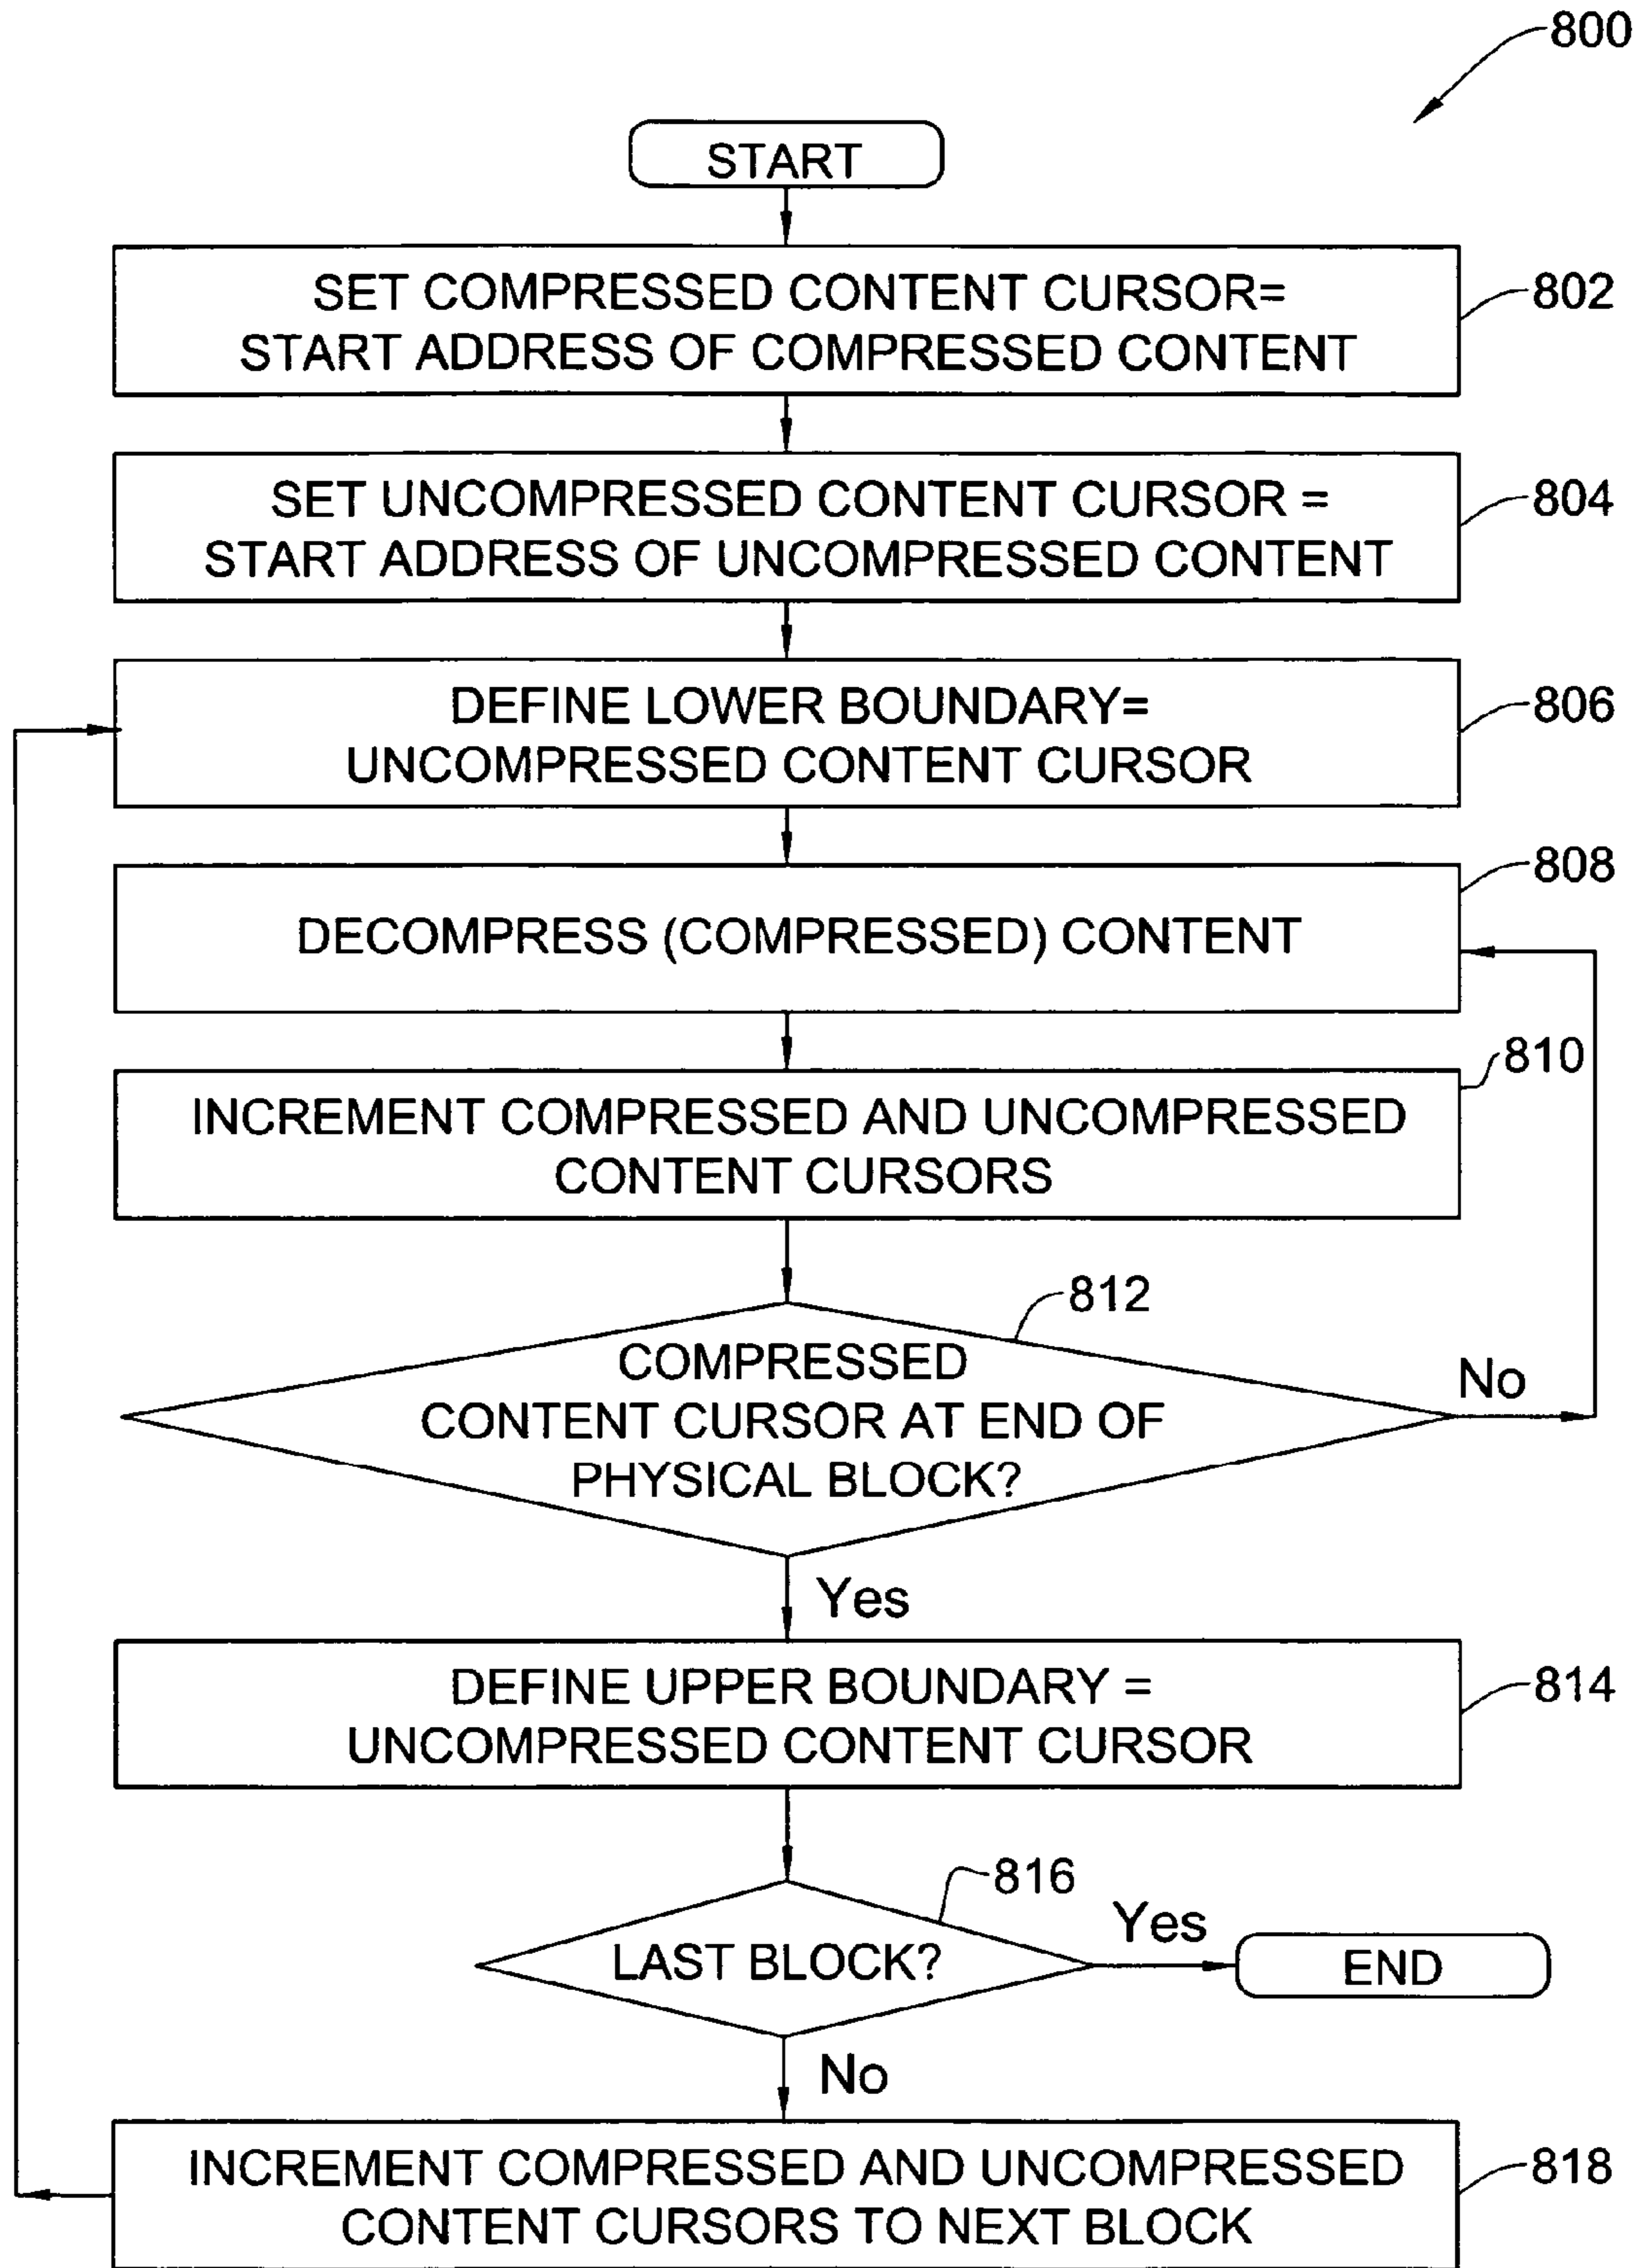 800
START
SET COMPRESSED CONTENT CURSOR=
START ADDRESS OF COMPRESSED CONTENT
802
SET UNCOMPRESSED CONTENT CURSOR =
START ADDRESS OF UNCOMPRESSED CONTENT
804
DEFINE LOWER BOUNDARY=
UNCOMPRESSED CONTENT CURSOR
806
DECOMPRESS (COMPRESSED) CONTENT
808
INCREMENT COMPRESSED AND UNCOMPRESSED
CONTENT CURSORS
810
COMPRESSED
CONTENT CURSOR AT END OF
PHYSICAL BLOCK?
812
No
Yes
DEFINE UPPER BOUNDARY =
UNCOMPRESSED CONTENT CURSOR
814
LAST BLOCK?
816
Yes
END
No
INCREMENT COMPRESSED AND UNCOMPRESSED
CONTENT CURSORS TO NEXT BLOCK
818